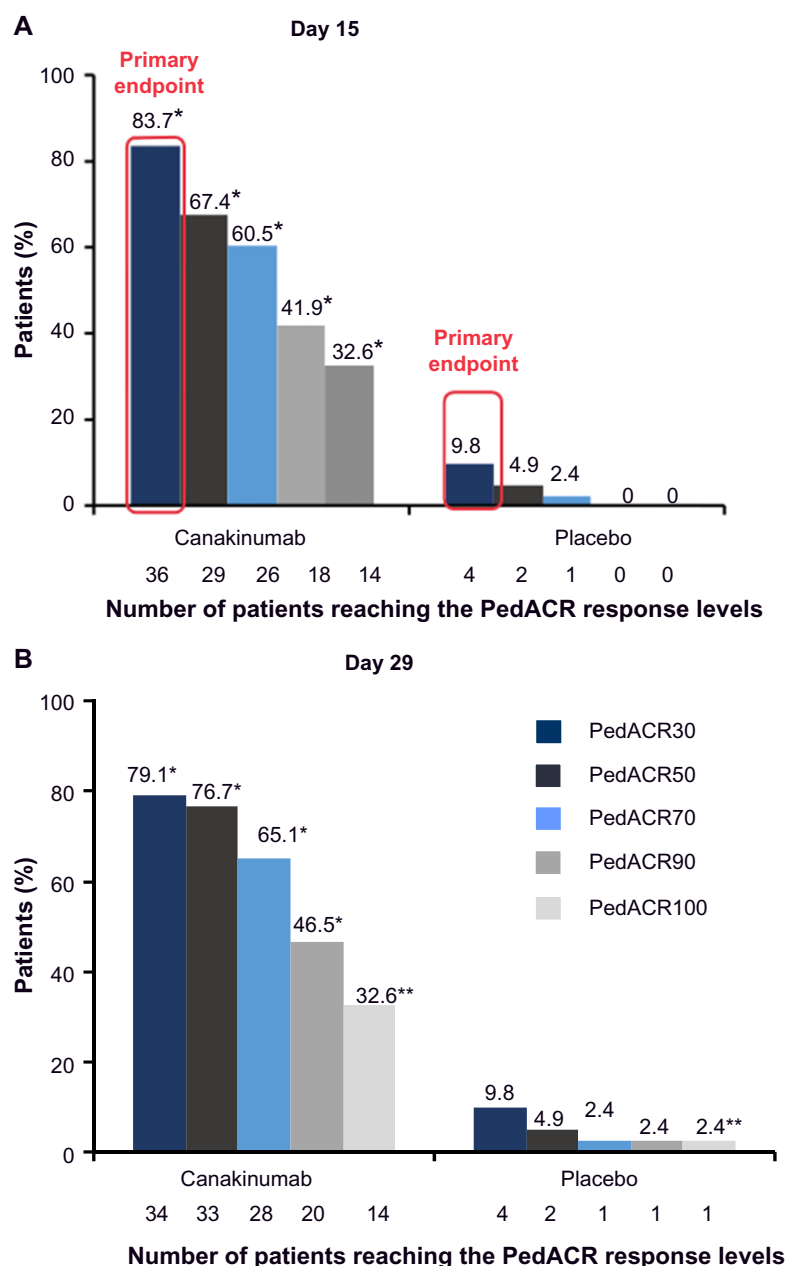 A
Day 15
Primary
endpoint
100
80
60
40
20
0
Patients (%)
83.7*
67.4*
60.5*
41.9*
32.6*
Primary
endpoint
9.8
4.9
2.4
0
0
Canakinumab
Placebo
36 29 26 18 14 4 2 1 0 0
Number of patients reaching the PedACR response levels
B
Day 29
100
80
60
40
20
0
Patients (%)
79.1*
76.7*
65.1*
46.5*
32.6**
PedACR30
PedACR50
PedACR70
PedACR90
PedACR100
9.8
4.9
2.4
2.4
2.4**
Canakinumab
Placebo
34 33 28 20 14 4 2 1 1 1
Number of patients reaching the PedACR response levels